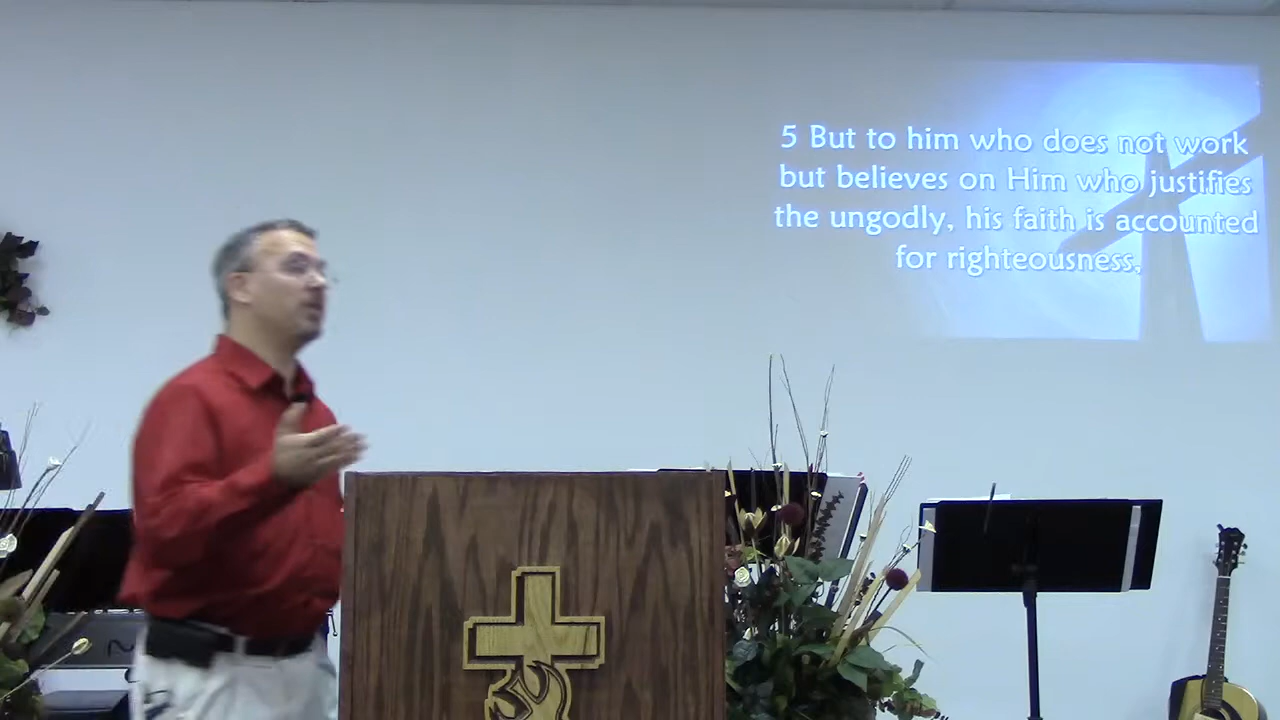 5 But to him who does not work
but believes on Him who justifies
the ungodly, his faith is accounted
for righteousness,